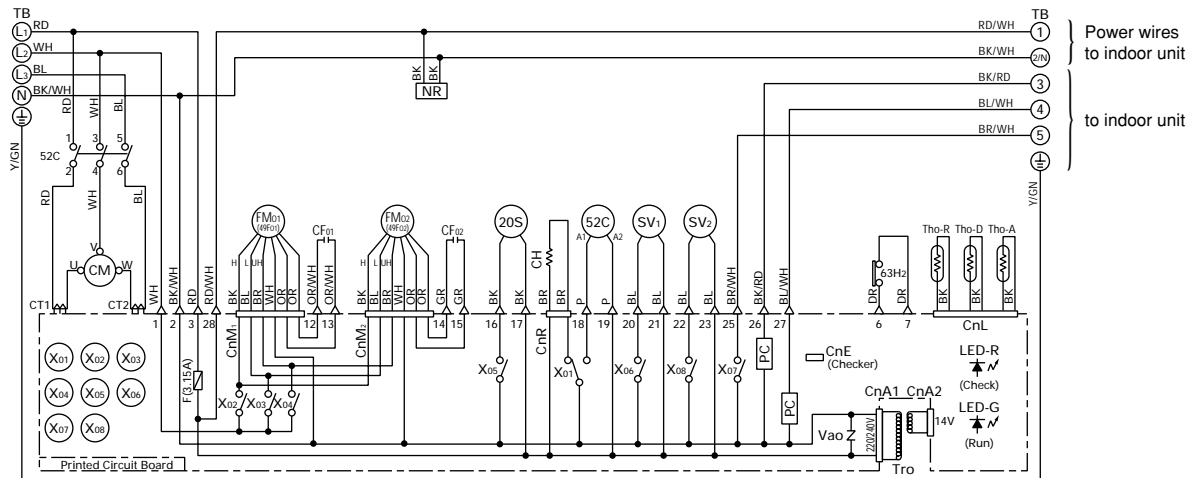 TB
L1 RD
L2 WH
L3 BL
N BK/WH
RD WH BL
Y/GN
1 3 5
52C
2 4 6
RD WH BL
V
U CM W
CT1 CT2
BK BK
NR
TB
RD/WH 1
BK/WH 2/N
BK/RD 3
BL/WH 4
BR/WH 5
Power wires
to indoor unit
to indoor unit
Y/GN
FM01
(49F01)
CF01
FM02
(49F02)
CF02
20S
52C
SV1
SV2
A1 A2
CH
63H2
Tho-R Tho-D Tho-A
H L UH
H L UH
WH BK/WH RD RD/WH
BK BL BR WH OR OR OR/WH OR/WH
BK BL BR WH OR OR GR GR
BK BK BR BR P P BL BL BL BL BR/WH BK/RD BL/WH
DR DR BK BK BK
1 2 3 28 CnM1 12 13 CnM2 14 15 16 17 CnR 18 19 20 21 22 23 25 26 27 6 7 CnL
X01 X02 X03
X04 X05 X06
X07 X08
F(3.15A)
X02 X03 X04
X05 X01 X06 X08 X07
PC
PC
CnE
(Checker)
LED-R
(Check)
CnA1 CnA2
LED-G
(Run)
Vao
220/240V
14V
Tro
Printed Circuit Board